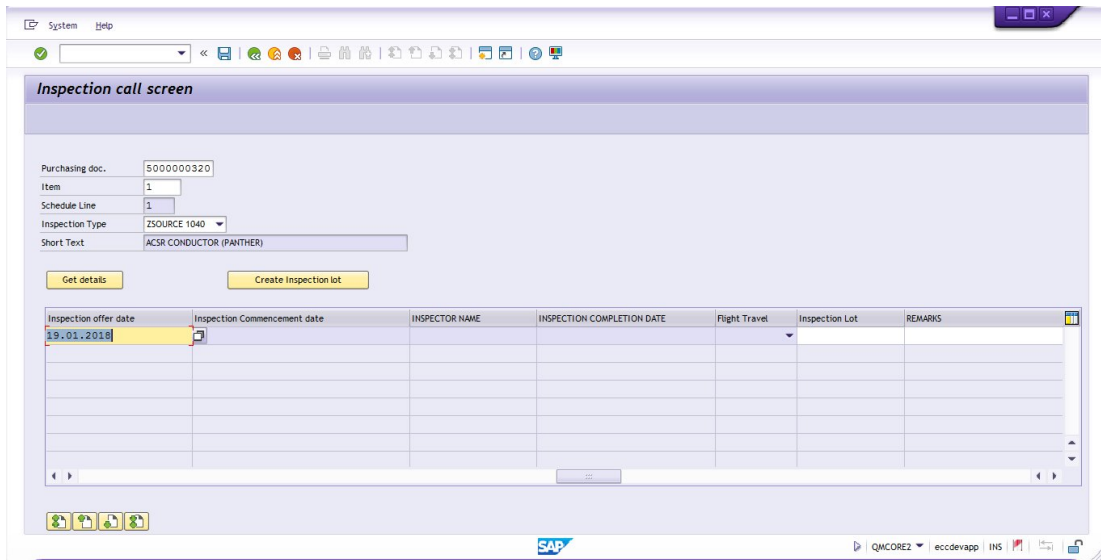 System Help
Inspection call screen
Purchasing doc. 5000000320
Item 1
Schedule Line 1
Inspection Type ZSOURCE 1040
Short Text ACSR CONDUCTOR (PANTHER)
Get details Create Inspection lot
Inspection offer date Inspection Commencement date INSPECTOR NAME INSPECTION COMPLETION DATE Flight Travel Inspection Lot REMARKS
19.01.2018
SAP QMCORE2 eccdevapp INS